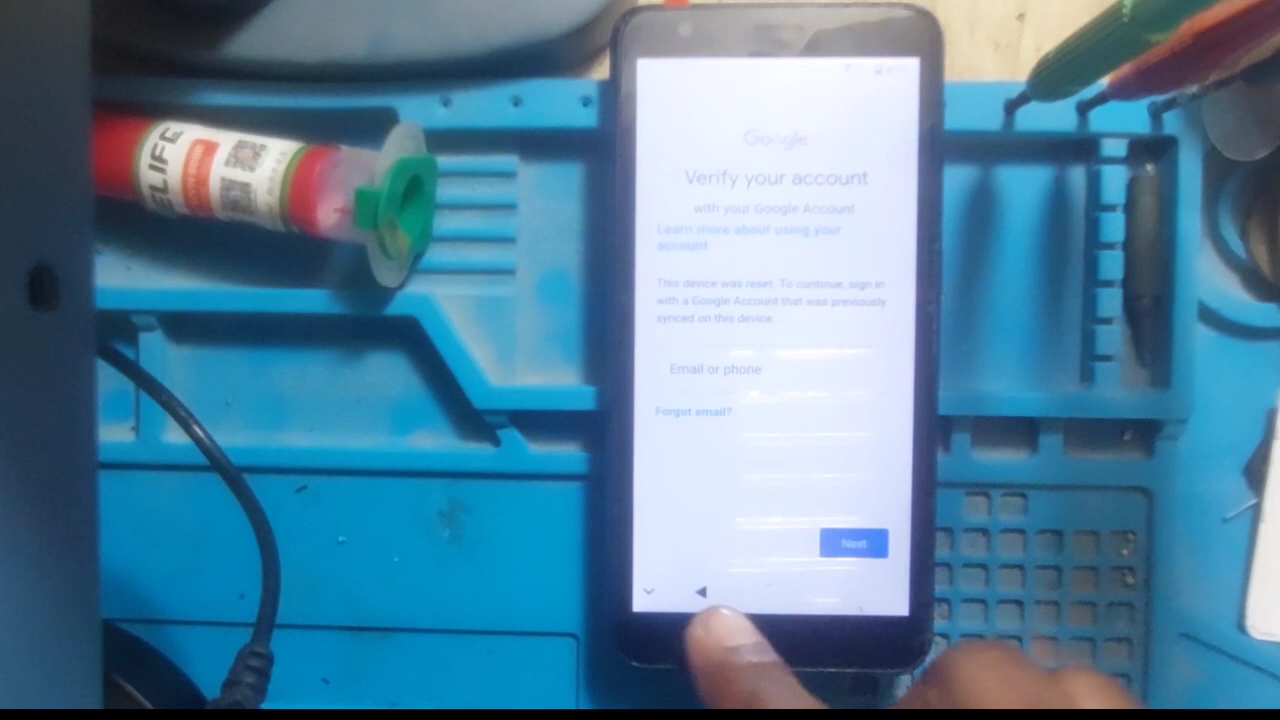 Google
Verify your account
with your Google Account
Learn more about using your
account
This device was reset. To continue, sign in
with a Google Account that was previously
synced on this device.
Email or phone
Forgot email?
Next
ELIFE